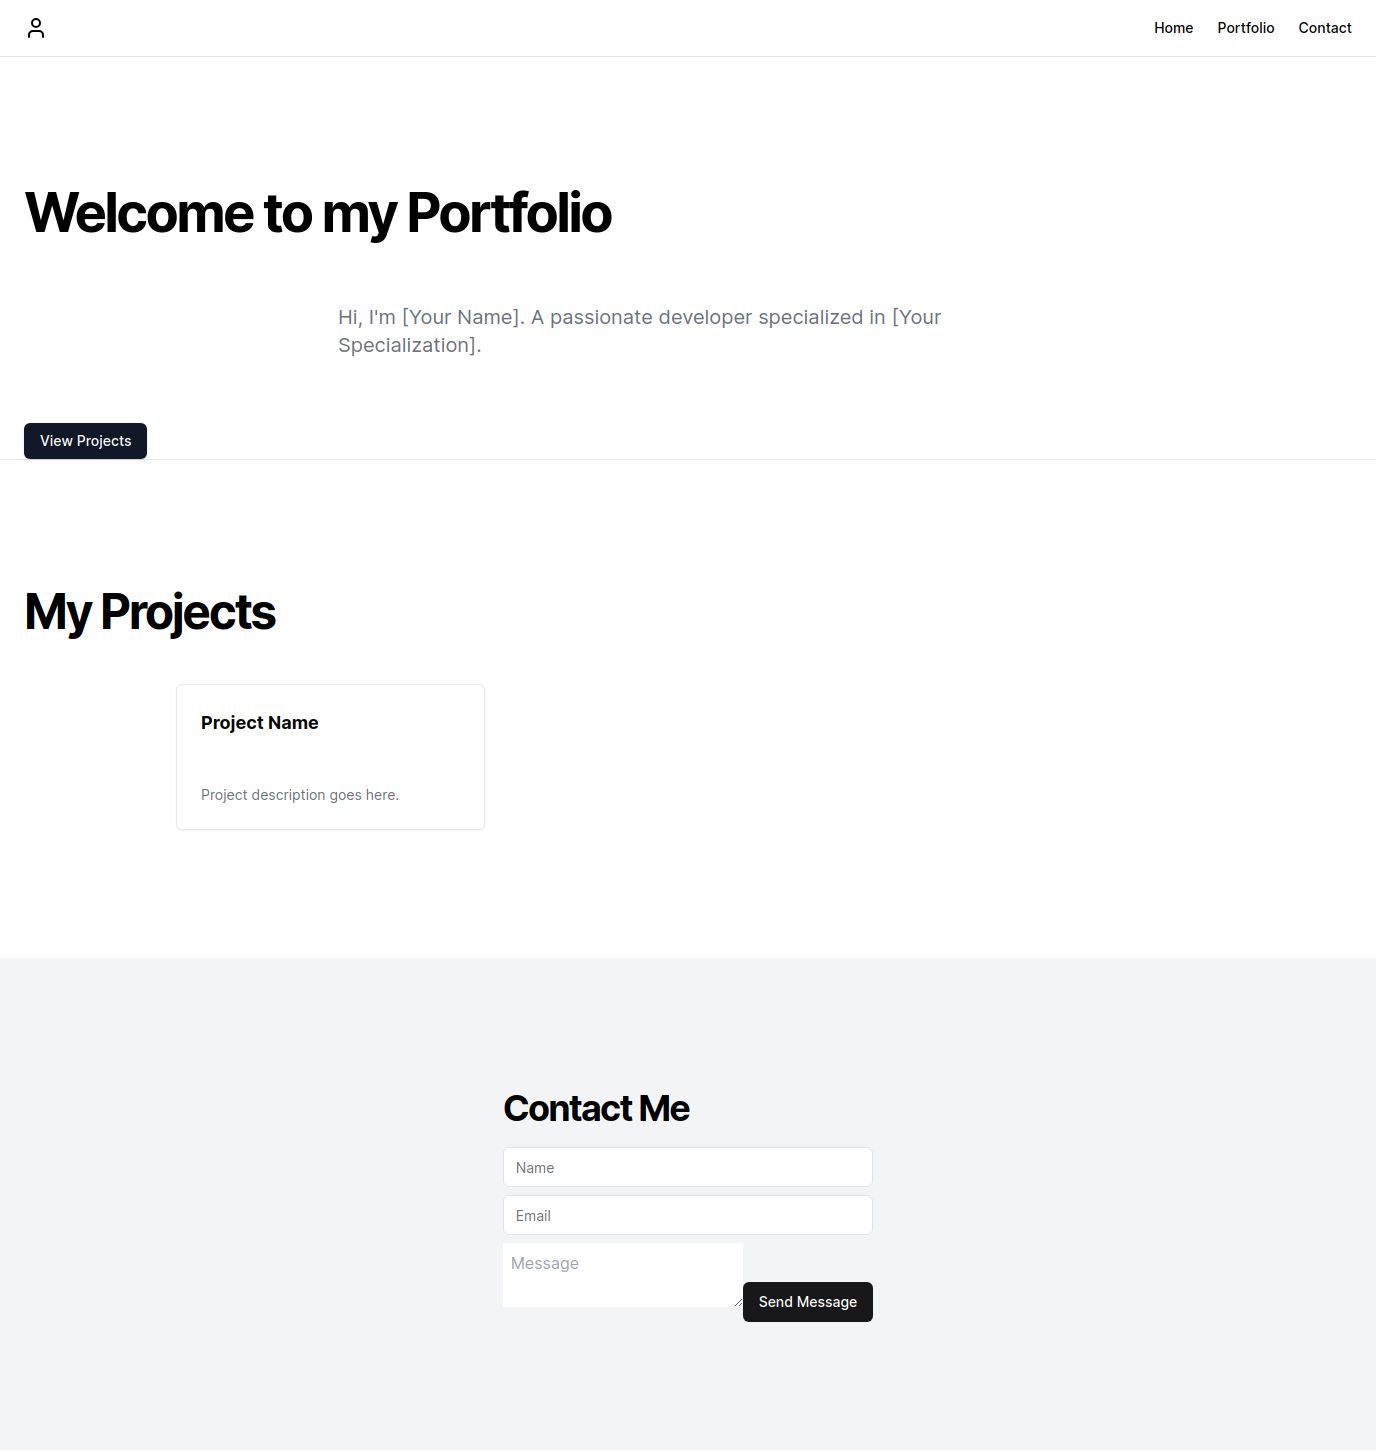 Home Portfolio Contact
Welcome to my Portfolio
Hi, I'm [Your Name]. A passionate developer specialized in [Your
Specialization].
View Projects
My Projects
Project Name
Project description goes here.
Contact Me
Name
Email
Message
Send Message